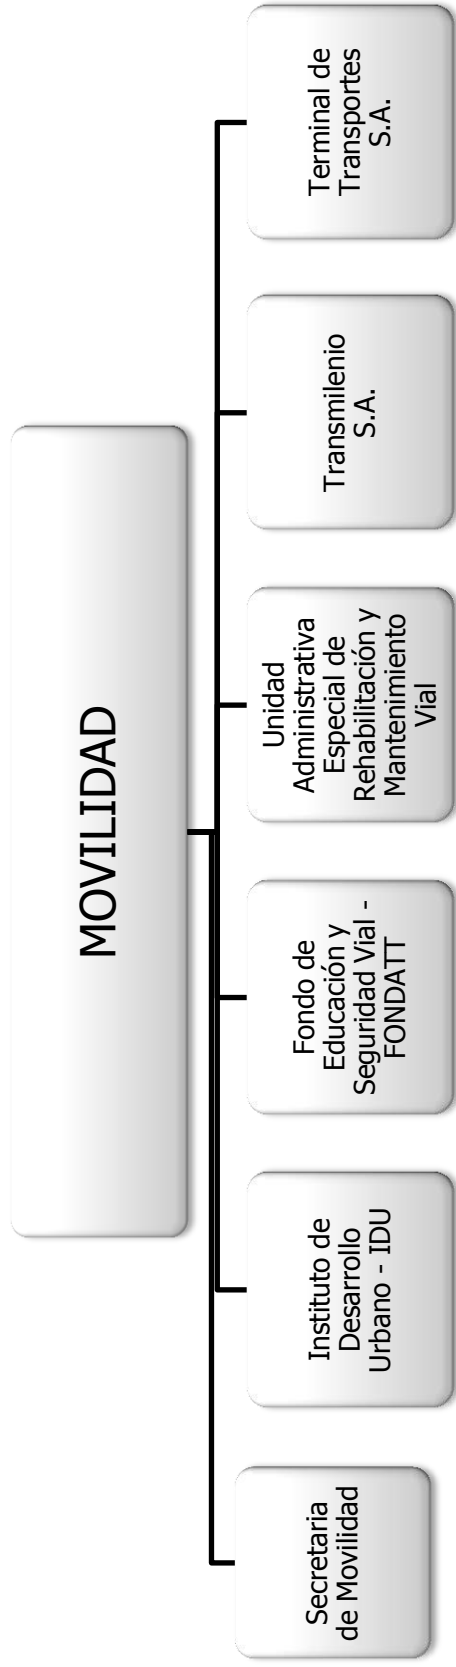 MOVILIDAD
Secretaria
de Movilidad
Instituto de
Desarrollo
Urbano - IDU
Fondo de
Educación y
Seguridad Vial -
FONDATT
Unidad
Administrativa
Especial de
Rehabilitación y
Mantenimiento
Vial
Transmilenio
S.A.
Terminal de
Transportes
S.A.